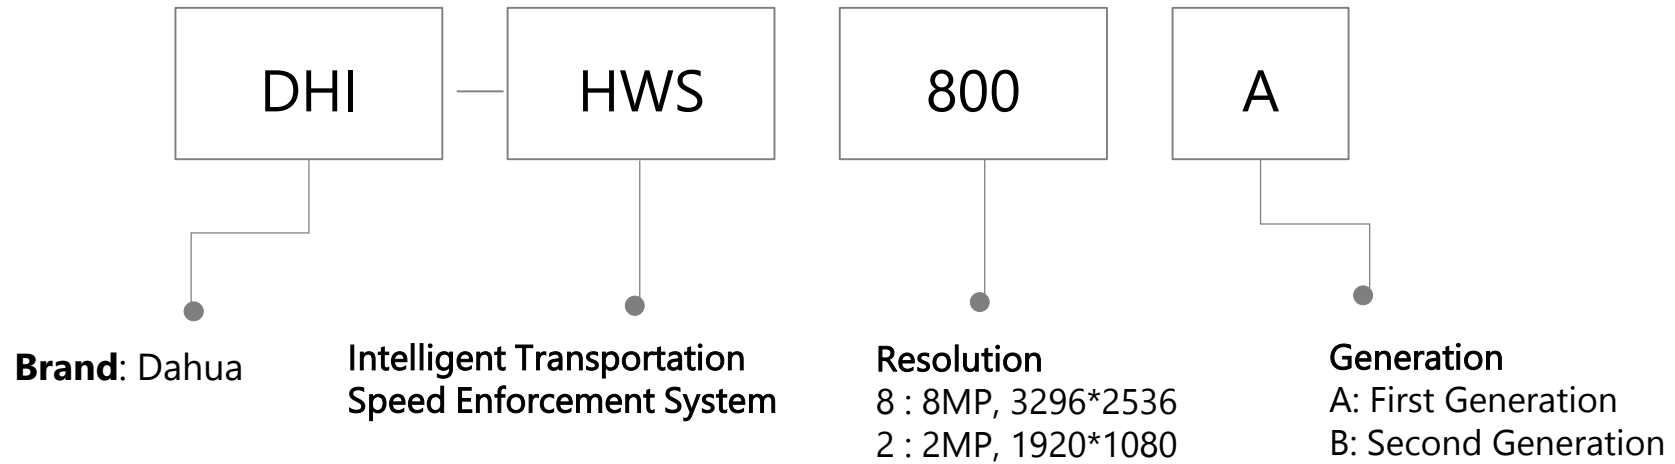 DHI — HWS 800 A
Brand: Dahua
Intelligent Transportation
Speed Enforcement System
Resolution
8 : 8MP, 3296*2536
2 : 2MP, 1920*1080
Generation
A: First Generation
B: Second Generation